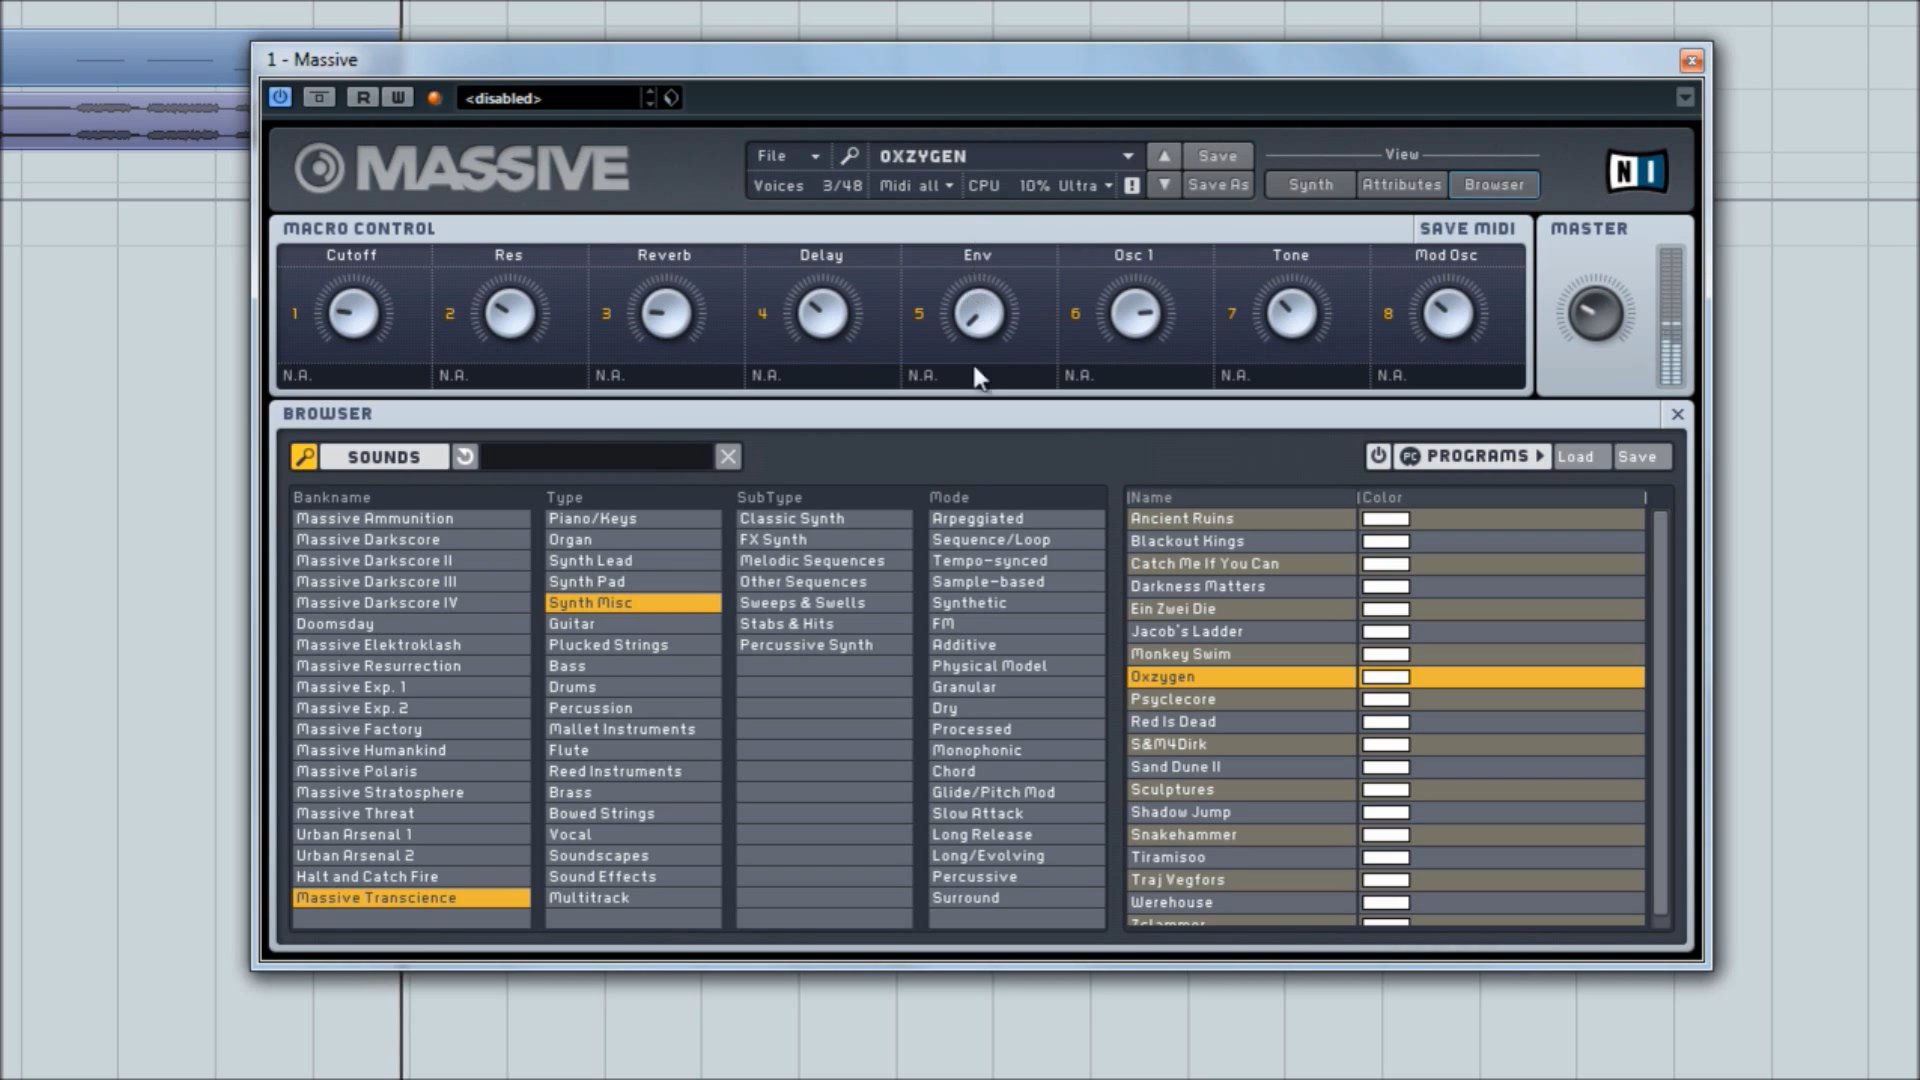 1 - Massive
R W <disabled>
MASSIVE
File OXZYGEN Save
Voices 3/48 Midi all CPU 10% Ultra ! Save As
View
Synth Attributes Browser
NI
MACRO CONTROL SAVE MIDI MASTER
Cutoff Res Reverb Delay Env Osc 1 Tone Mod Osc
1 2 3 4 5 6 7 8
N.A. N.A. N.A. N.A. N.A. N.A. N.A. N.A.
BROWSER
SOUNDS
PC PROGRAMS Load Save
Bankname
Massive Ammunition
Massive Darkscore
Massive Darkscore II
Massive Darkscore III
Massive Darkscore IV
Doomsday
Massive Elektroklash
Massive Resurrection
Massive Exp. 1
Massive Exp. 2
Massive Factory
Massive Humankind
Massive Polaris
Massive Stratosphere
Massive Threat
Urban Arsenal 1
Urban Arsenal 2
Halt and Catch Fire
Massive Transcience
Type
Piano/Keys
Organ
Synth Lead
Synth Pad
Synth Misc
Guitar
Plucked Strings
Bass
Drums
Percussion
Mallet Instruments
Flute
Reed Instruments
Brass
Bowed Strings
Vocal
Soundscapes
Sound Effects
Multitrack
SubType
Classic Synth
FX Synth
Melodic Sequences
Other Sequences
Sweeps & Swells
Stabs & Hits
Percussive Synth
Mode
Arpeggiated
Sequence/Loop
Tempo-synced
Sample-based
Synthetic
FM
Additive
Physical Model
Granular
Dry
Processed
Monophonic
Chord
Glide/Pitch Mod
Slow Attack
Long Release
Long/Evolving
Percussive
Surround
Name Color
Ancient Ruins
Blackout Kings
Catch Me If You Can
Darkness Matters
Ein Zwei Die
Jacob's Ladder
Monkey Swim
Oxzygen
Psyclecore
Red Is Dead
S&M4Dirk
Sand Dune II
Sculptures
Shadow Jump
Snakehammer
Tiramisoo
Traj Vegfors
Werehouse